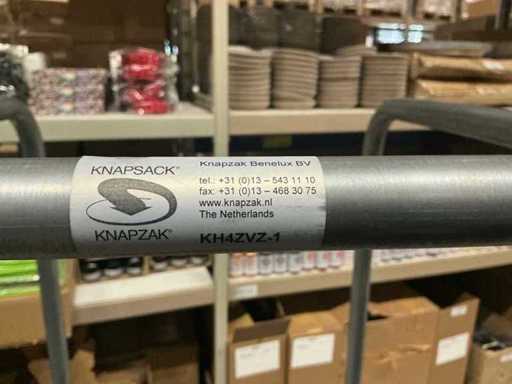 KNAPSACK®
KNAPZAK®
Knapzak Benelux BV
tel.: +31 (0)13 – 543 11 10
fax: +31 (0)13 – 468 30 75
www.knapzak.nl
The Netherlands
KH4ZVZ-1